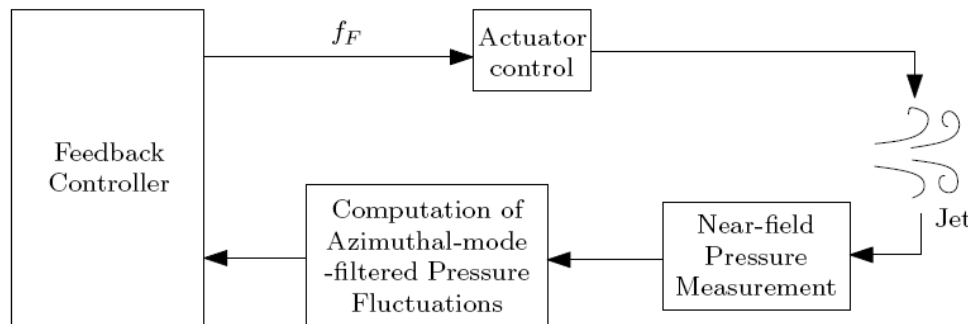 f_F
Actuator
control
Feedback
Controller
Computation of
Azimuthal-mode
-filtered Pressure
Fluctuations
Near-field
Pressure
Measurement
Jet